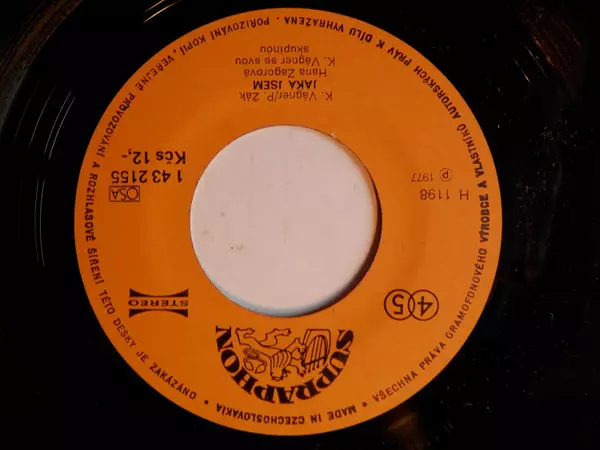 SUPRAPHON
STEREO
45
OSA
1 43 2155
Kčs 12,-
H 1198
℗ 1977
K. Vágner/P. Žák
JAKÁ JSEM
Hana Zagorová
K. Vágner se svou
skupinou
MADE IN CZECHOSLOVAKIA • VŠECHNA PRÁVA GRAMOFONOVÉHO VÝROBCE A VLASTNÍKŮ AUTORSKÝCH PRÁV K DÍLU VYHRAŽENA. POŘIZOVÁNÍ KOPIÍ, VEŘEJNÉ PROVOZOVÁNÍ A ROZHLASOVÉ ŠÍŘENÍ TÉTO DESKY JE ZAKÁZÁNO •